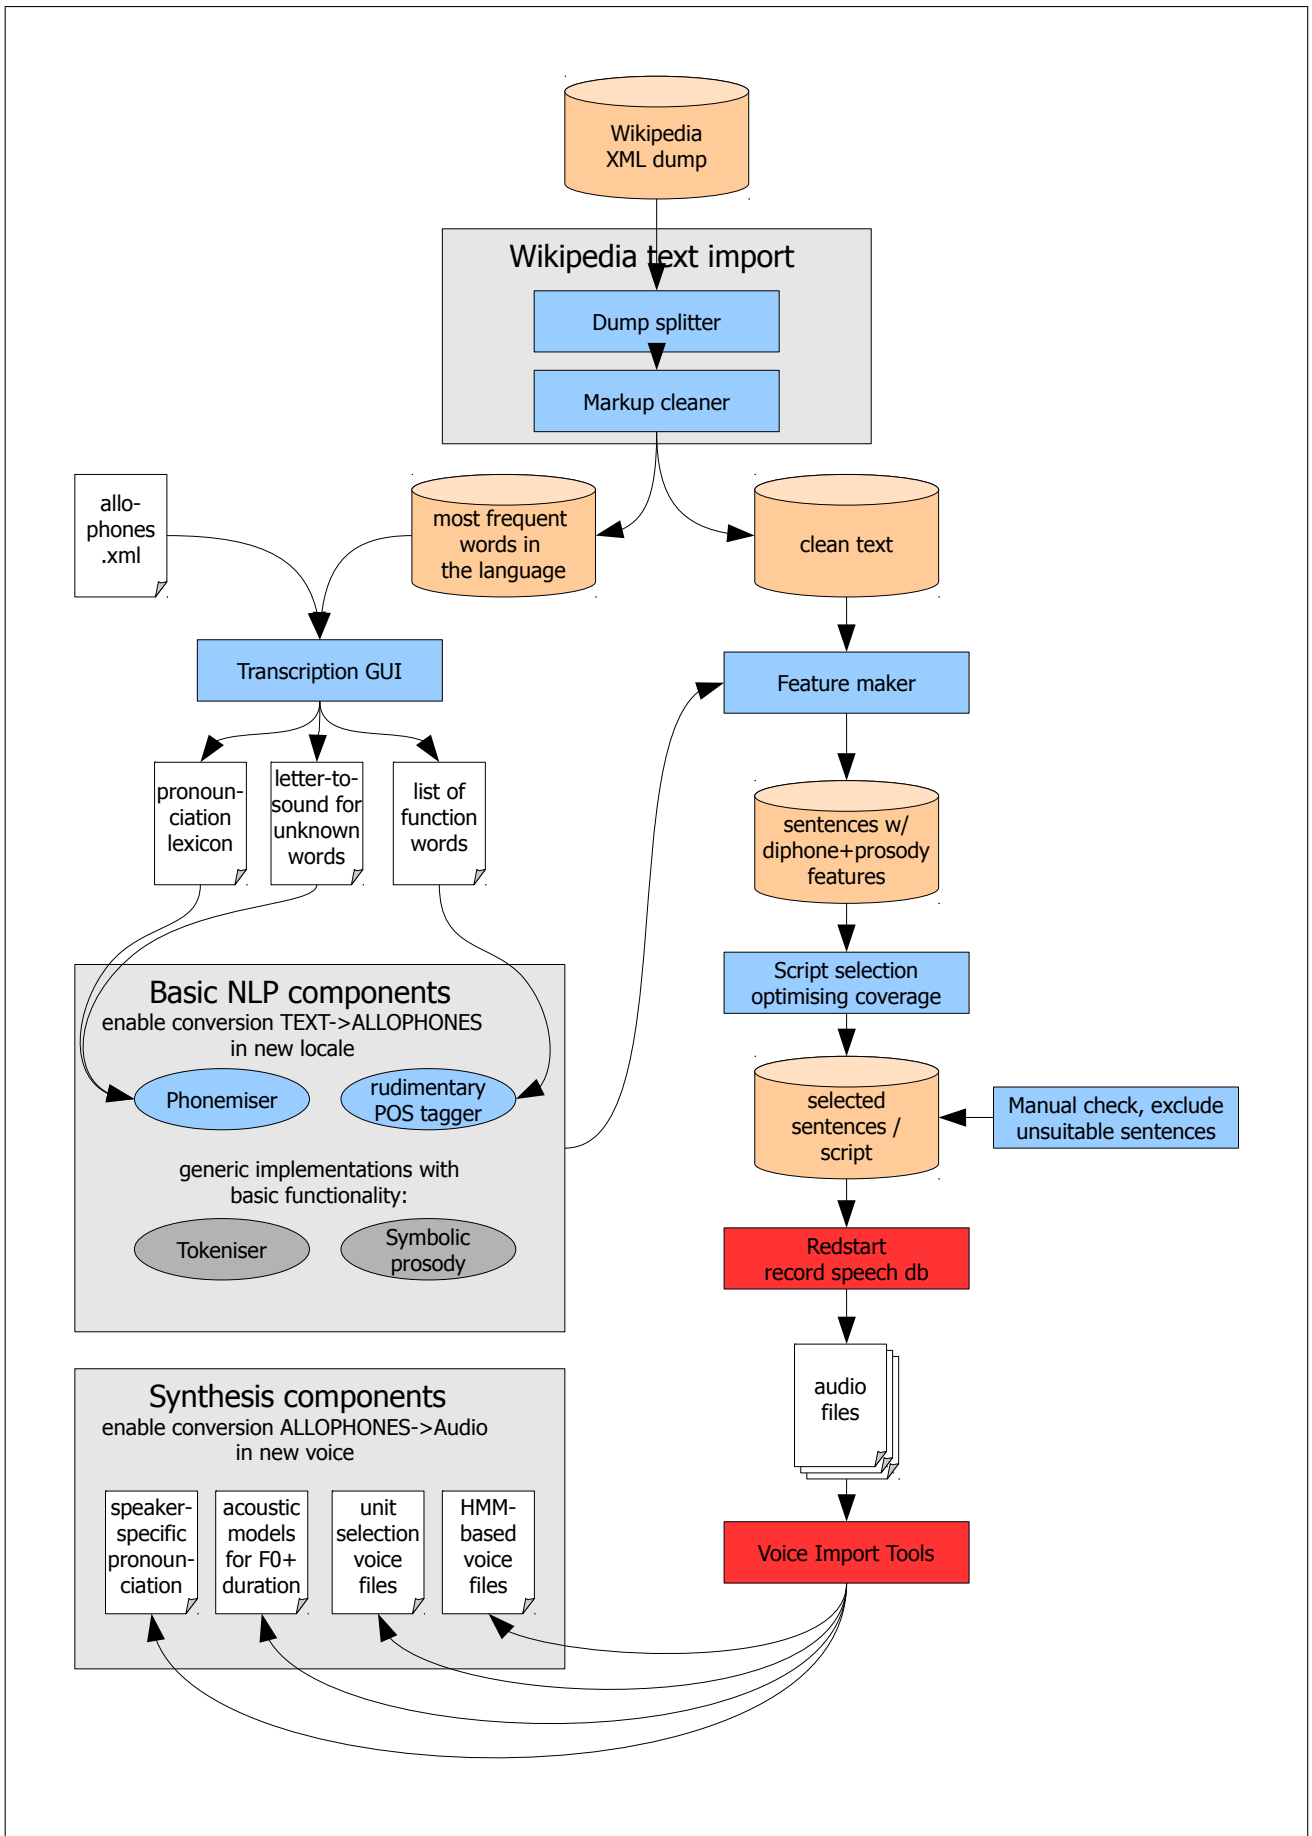 Wikipedia
XML dump
Wikipedia text import
Dump splitter
Markup cleaner
allo-
phones
.xml
most frequent
words in
the language
clean text
Transcription GUI
Feature maker
pronoun-
ciation
lexicon
letter-to-
sound for
unknown
words
list of
function
words
sentences w/
diphone+prosody
features
Script selection
optimising coverage
Basic NLP components
enable conversion TEXT->ALLOPHONES
in new locale
Phonemiser
rudimentary
POS tagger
generic implementations with
basic functionality:
Tokeniser
Symbolic
prosody
selected
sentences /
script
Manual check, exclude
unsuitable sentences
Redstart
record speech db
audio
files
Synthesis components
enable conversion ALLOPHONES->Audio
in new voice
speaker-
specific
pronoun-
ciation
acoustic
models
for F0+
duration
unit
selection
voice
files
HMM-
based
voice
files
Voice Import Tools